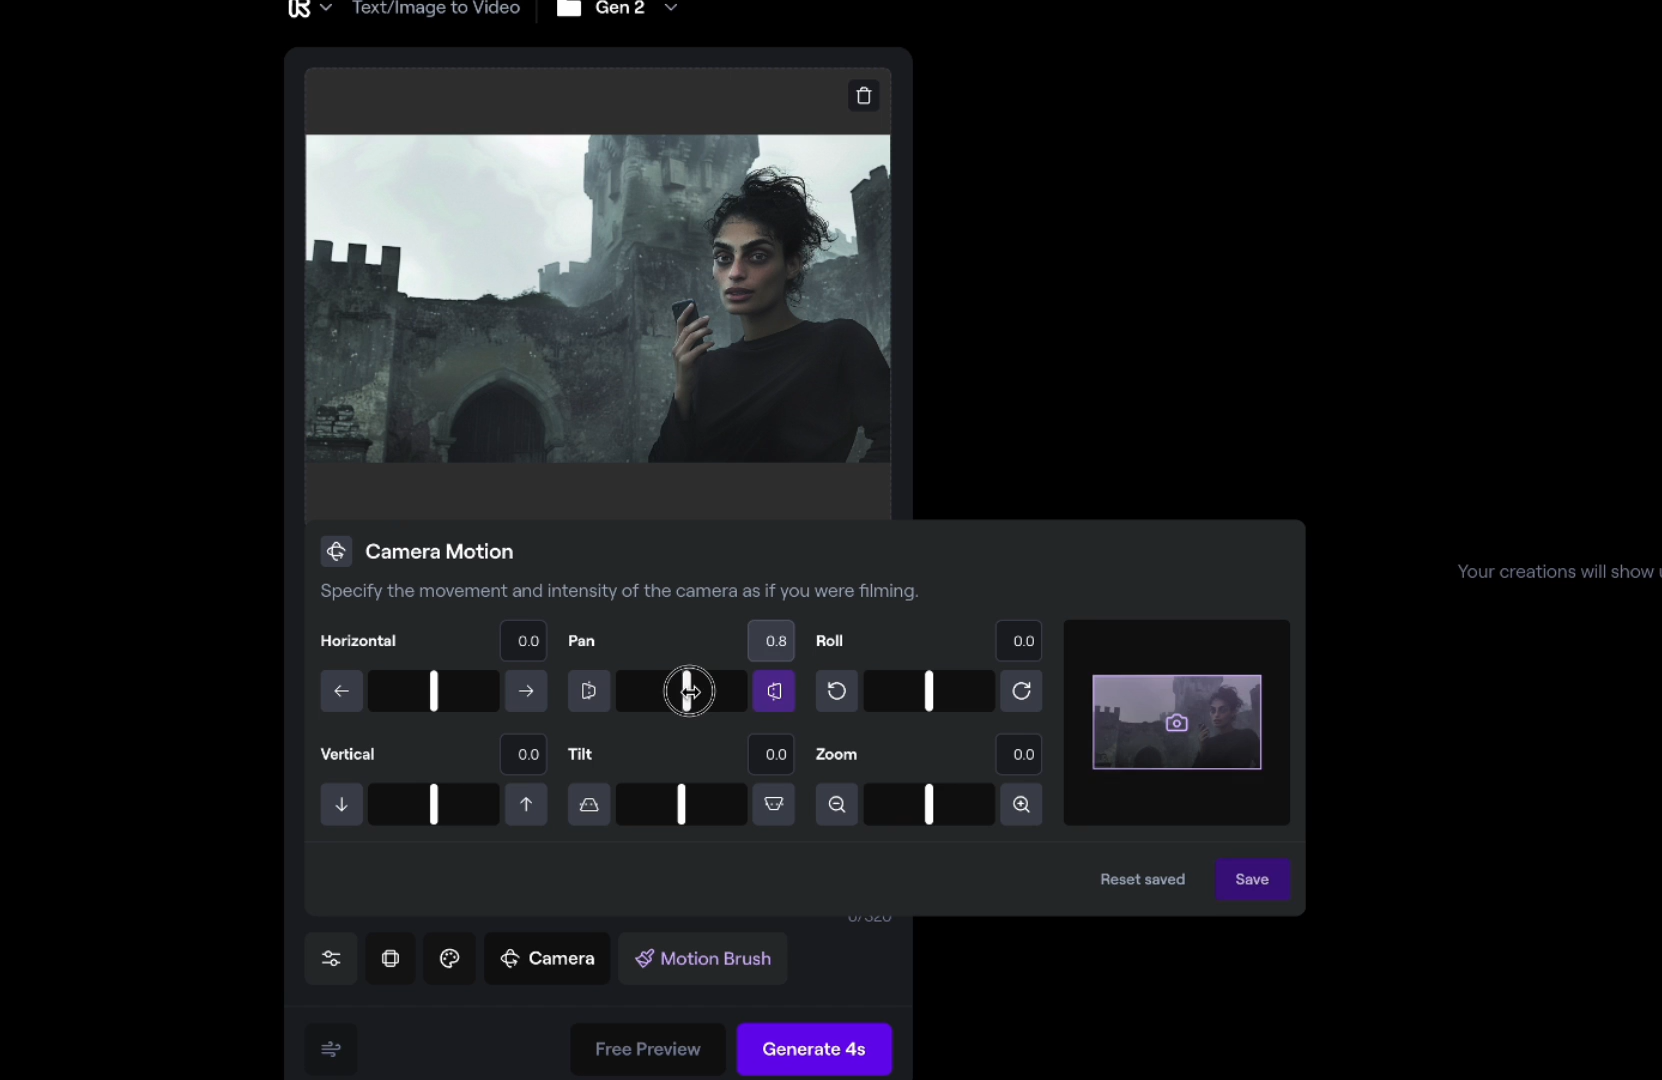 Text/Image to Video
Gen 2
Camera Motion
Specify the movement and intensity of the camera as if you were filming.
Horizontal 0.0
Pan 0.8
Roll 0.0
Vertical 0.0
Tilt 0.0
Zoom 0.0
Reset saved
Save
Your creations will show
0/320
Camera
Motion Brush
Free Preview
Generate 4s